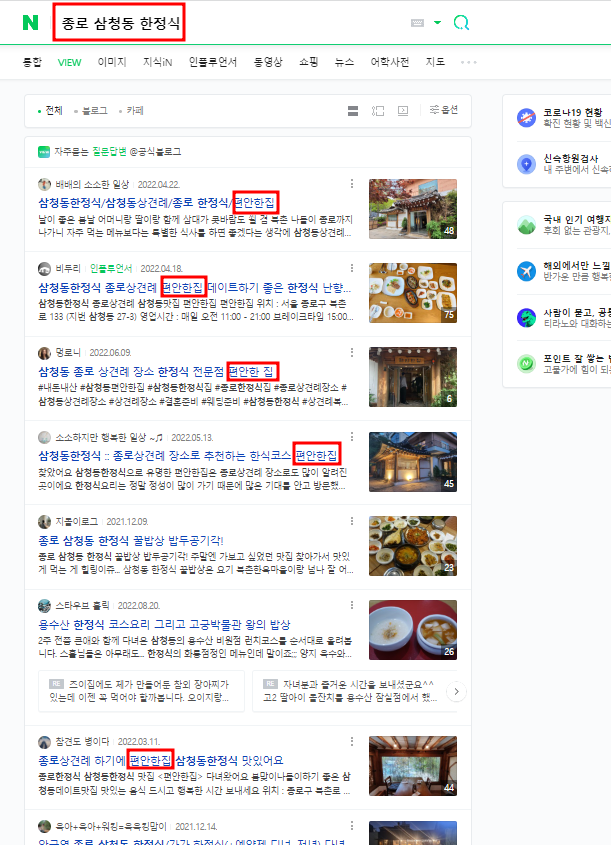 N 종로 삼청동 한정식
통합 VIEW 이미지 지식iN 인플루언서 동영상 쇼핑 뉴스 어학사전 지도
전체 블로그 카페 옵션
VIEW 자주묻는 질문답변 @공식블로그
배배의 소소한 일상 2022.04.22.
삼청동한정식/삼청동상견례/종로 한정식/편안한집
날이 좋은 봄날 어머니랑 딸이랑 함께 삼대가 꽃바람도 쐴 겸 북촌 나들이 종로까지
나가니 자주 먹는 메뉴보다는 특별한 식사를 하면 좋겠다는 생각에 삼청동상견례...
48
비두리 인플루언서 2022.04.18.
삼청동한정식 종로상견례 편안한집 데이트하기 좋은 한정식 난향...
삼청동한정식 종로상견례 삼청동맛집 편안한집 편안한집 위치 : 서울 종로구 북촌
로 133 (지번 삼청동 27-3) 영업시간 : 매일 오전 11:00 - 21:00 브레이크타임 15:00...
75
명로니 2022.06.09.
삼청동 종로 상견례 장소 한정식 전문점 편안한 집
#내돈내산 #삼청동편안한집 #삼청동한정식집 #종로한정식집 #종로상견례장소 #
삼청동상견례장소 #상견례장소 #결혼준비 #웨딩준비 #삼청동한정식 #상견례복...
6
소소하지만 행복한 일상 ~♬ 2022.05.13.
삼청동한정식 :: 종로상견례 장소로 추천하는 한식코스 편안한집
찾았어요 삼청동한정식으로 유명한 편안한집은 종로상견례 장소로도 많이 알려진
곳이에요 한정식요리는 정말 정성이 많이 가기 때문에 많은 기대를 안고 방문했...
45
지물이로그 2021.12.09.
종로 삼청동 한정식 꿀밥상 밥두공기각!
종로 삼청동 한정식 꿀밥상 밥두공기각! 주말엔 가보고 싶었던 맛집 찾아가서 맛있
게 먹는 게 힐링이쥬... 삼청동 한정식 꿀밥상은 요기 북촌한옥마을이랑 넘나 잘 어...
23
스타우브 홀릭 2022.08.20.
용수산 한정식 코스요리 그리고 고궁박물관 왕의 밥상
2주 전쯤 큰애와 함께 다녀온 삼청동의 용수산 비원점 런치코스를 순서대로 올려봅
니다. 스홀님들은 아무래도.. 한정식의 화룡점정인 메뉴인데 말이죠:;; 양지 육수와...
26
RE 즈이집에도 제가 만들어둔 참외 장아찌가
있는데 이젠 꼭 먹어야 할까봅니다. 오이지랑...
RE 자녀분과 즐거운 시간을 보내셨군요^^
고2 딸아이 돌잔치를 용수산 잠실점에서 했...
참견도 병이다 2022.03.11.
종로상견례 하기에 편안한집 삼청동한정식 맛있어요
종로한정식 삼청동한정식 맛집 <편안한집> 다녀왔어요 봄맞이나들이하기 좋은 삼
청동데이트맛집 맛있는 음식 드시고 행복한 시간 보내세요 위치 : 종로구 북촌로 ...
44
육아+육아+워킹=육육킹맘이 2021.12.14.
코로나19 현황
확진 현황 및 백신
신속항원검사
내 주변에서 신속
국내 인기 여행지
후회 없는 관광지,
해외에서만 느낄
반가운 만큼 행복
사람이 묻고, 공룡
티라노와 대화하는
포인트 잘 쌓는
고물가에 힘이 되